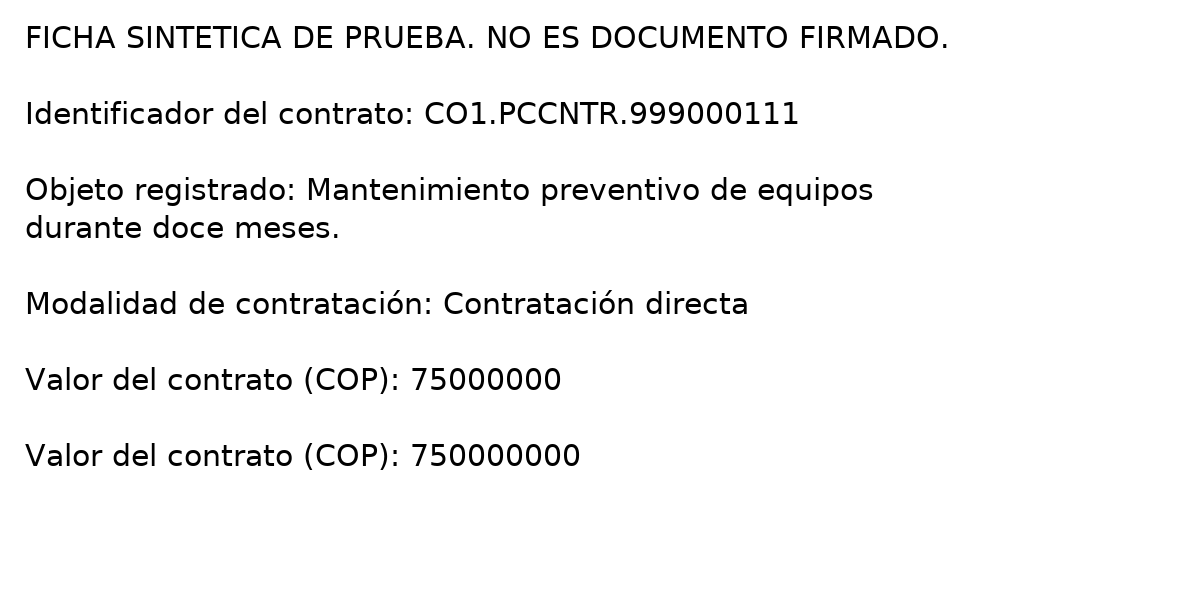 FICHA SINTETICA DE PRUEBA. NO ES DOCUMENTO FIRMADO.
Identificador del contrato: CO1.PCCNTR.999000111
Objeto registrado: Mantenimiento preventivo de equipos
durante doce meses.
Modalidad de contratación: Contratación directa
Valor del contrato (COP): 75000000
Valor del contrato (COP): 750000000